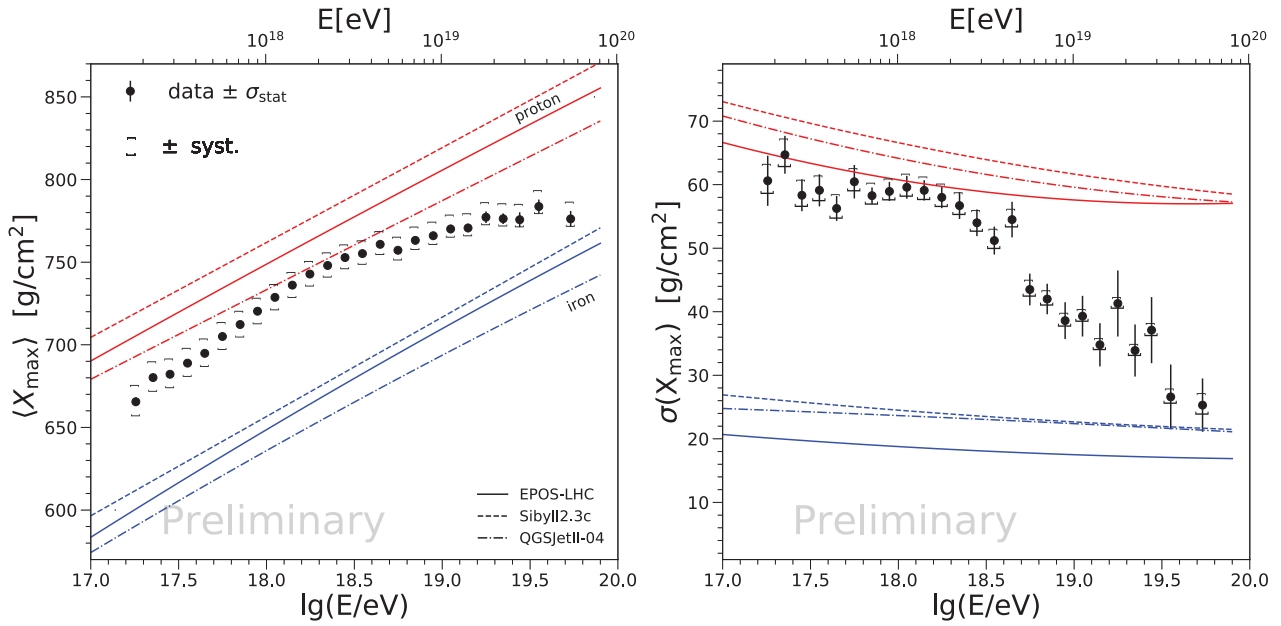 E[eV]
10^18 10^19 10^20
850
800
750
700
650
600
⟨X_max⟩ [g/cm²]
data ± σ_stat
± syst.
proton
iron
EPOS-LHC
Sibyll2.3c
QGSJetII-04
Preliminary
17.0 17.5 18.0 18.5 19.0 19.5 20.0
lg(E/eV)
E[eV]
10^18 10^19 10^20
70
60
50
40
30
20
10
σ(X_max) [g/cm²]
Preliminary
17.0 17.5 18.0 18.5 19.0 19.5 20.0
lg(E/eV)